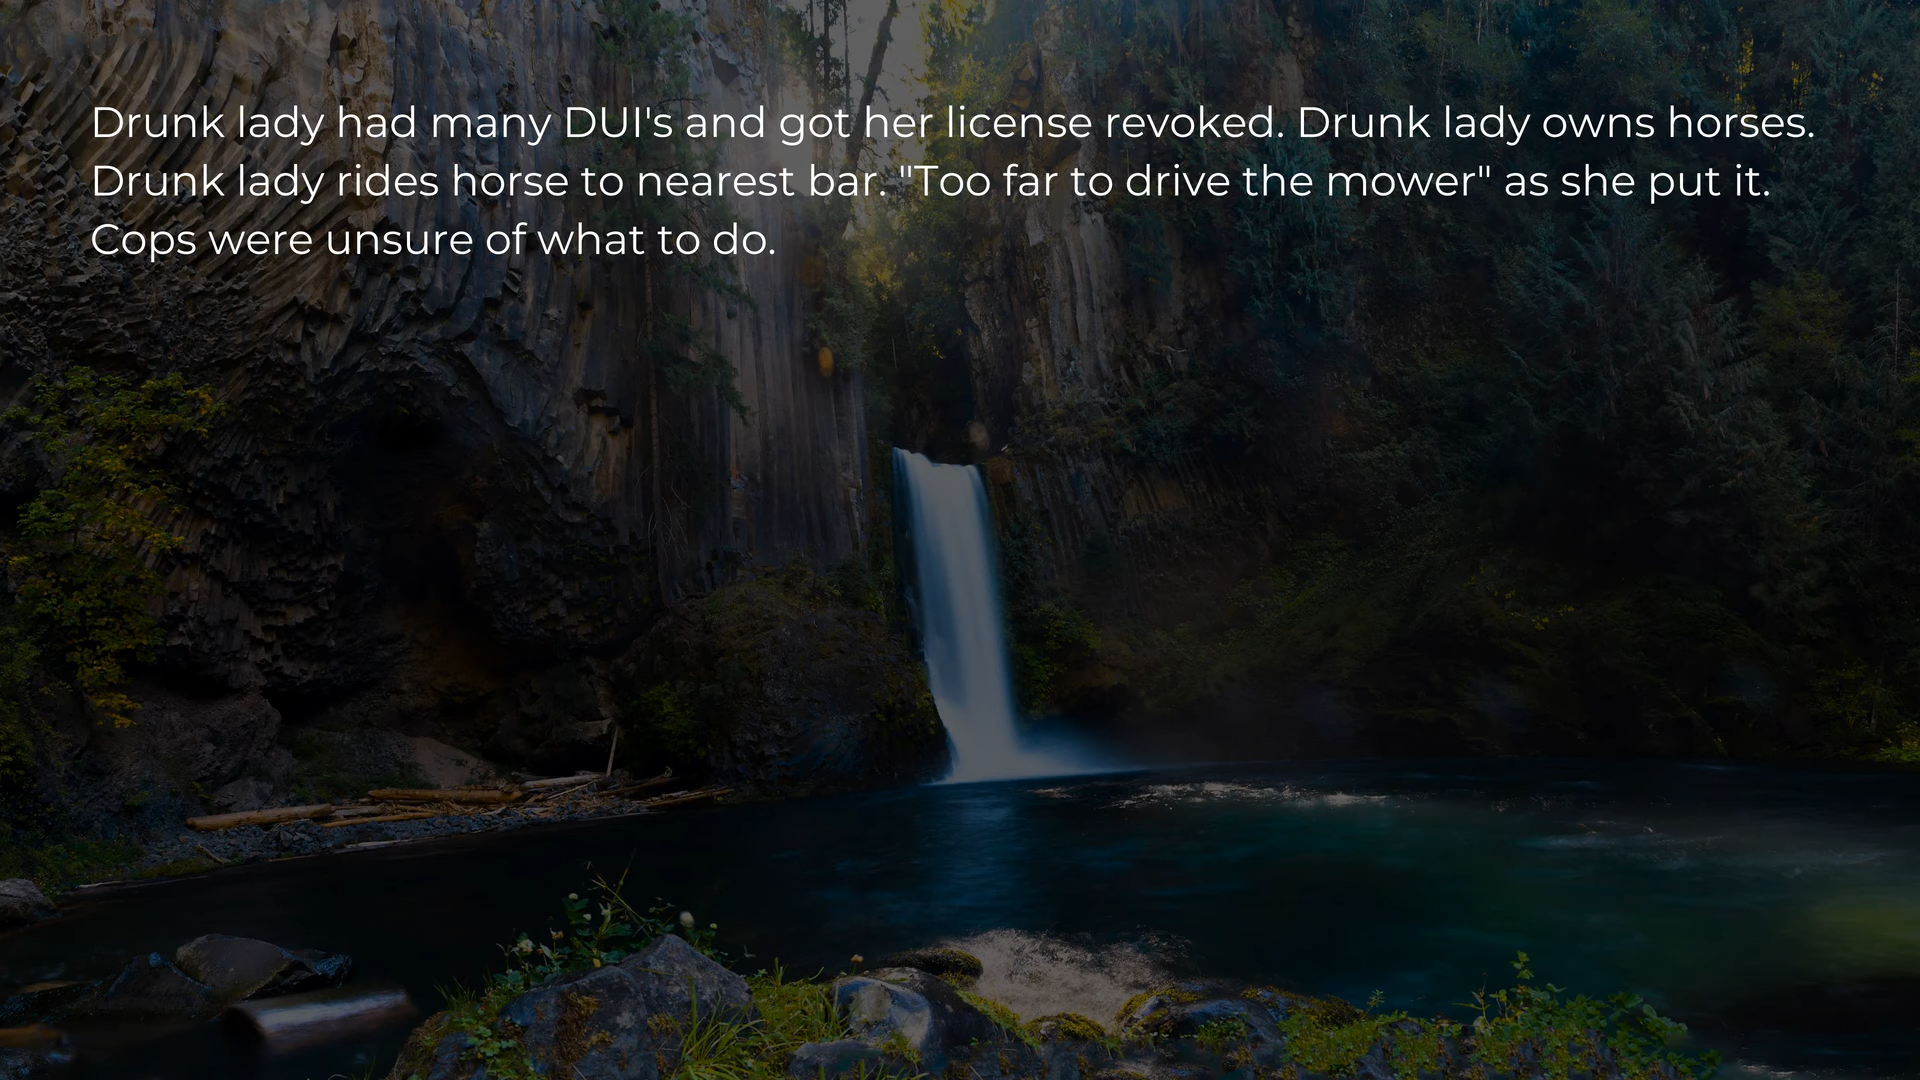 Drunk lady had many DUI's and got her license revoked. Drunk lady owns horses.
Drunk lady rides horse to nearest bar. "Too far to drive the mower" as she put it.
Cops were unsure of what to do.